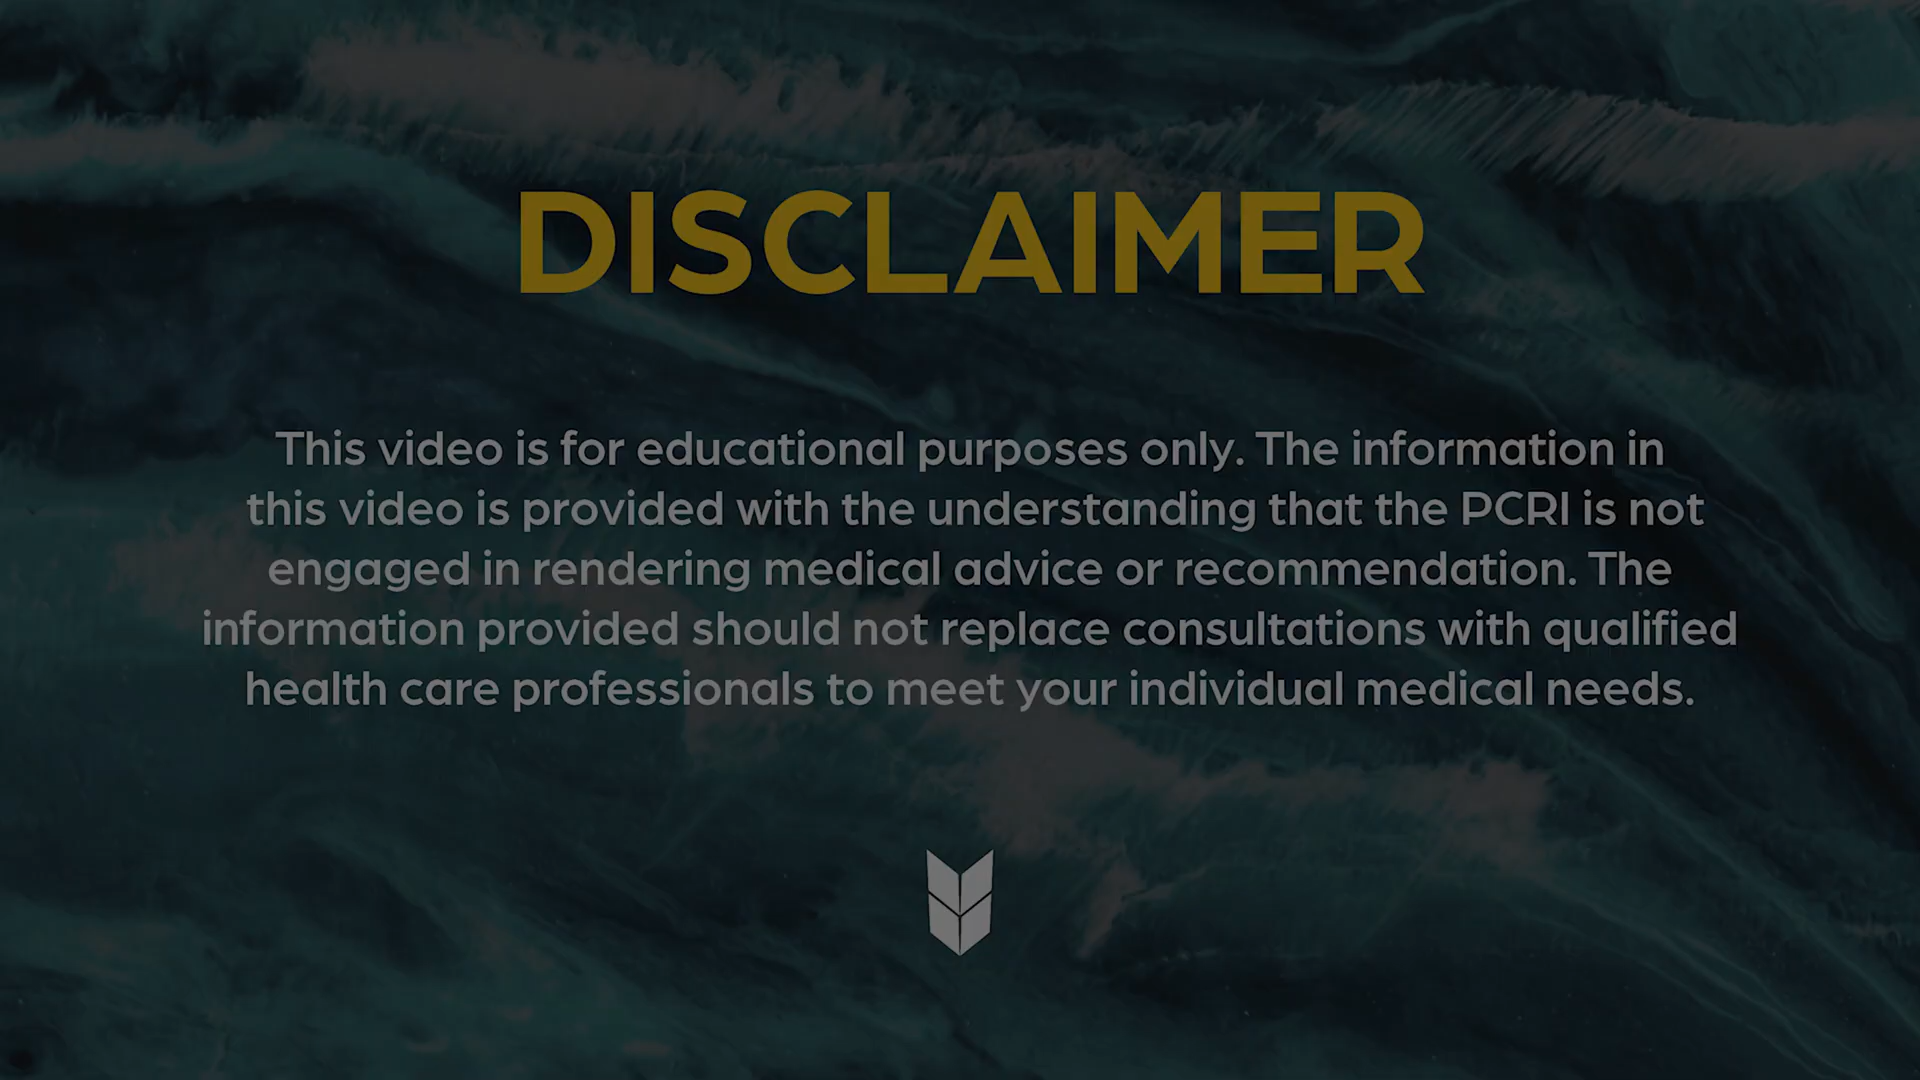 DISCLAIMER
This video is for educational purposes only. The information in
this video is provided with the understanding that the PCRI is not
engaged in rendering medical advice or recommendation. The
information provided should not replace consultations with qualified
health care professionals to meet your individual medical needs.